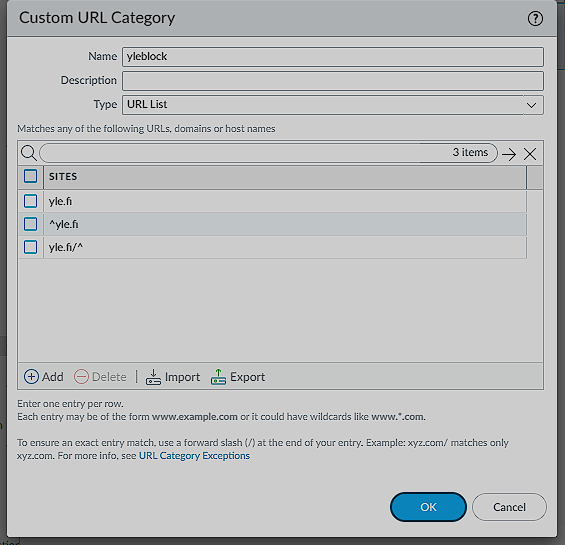 Custom URL Category
Name yleblock
Description
Type URL List
Matches any of the following URLs, domains or host names
3 items
SITES
yle.fi
^yle.fi
yle.fi/^
Add Delete Import Export
Enter one entry per row.
Each entry may be of the form www.example.com or it could have wildcards like www.*.com.
To ensure an exact entry match, use a forward slash (/) at the end of your entry. Example: xyz.com/ matches only
xyz.com. For more info, see URL Category Exceptions
OK Cancel